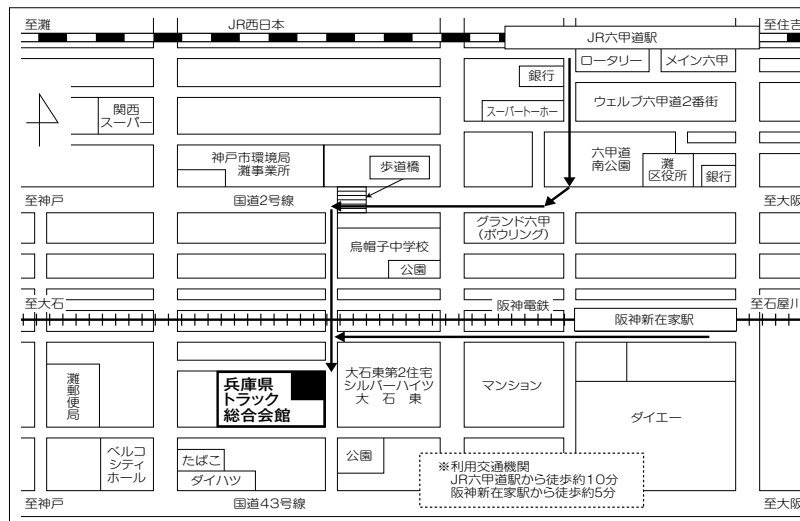 至灘
JR西日本
JR六甲道駅
至住吉
ロータリー
メイン六甲
銀行
関西
スーパー
スーパートーホー
ウェルブ六甲道2番街
神戸市環境局
灘事業所
歩道橋
六甲道
南公園
灘
区役所
銀行
至神戸
国道2号線
至大阪
グランド六甲
(ボウリング)
烏帽子中学校
公園
至大石
阪神電鉄
阪神新在家駅
至石屋川
灘
郵
便
局
兵庫県
トラック
総合会館
大石東第2住宅
シルバーハイツ
大石東
マンション
ダイエー
ベルコ
シティ
ホール
たばこ
ダイハツ
公園
※利用交通機関
JR六甲道駅から徒歩約10分
阪神新在家駅から徒歩約5分
至神戸
国道43号線
至大阪